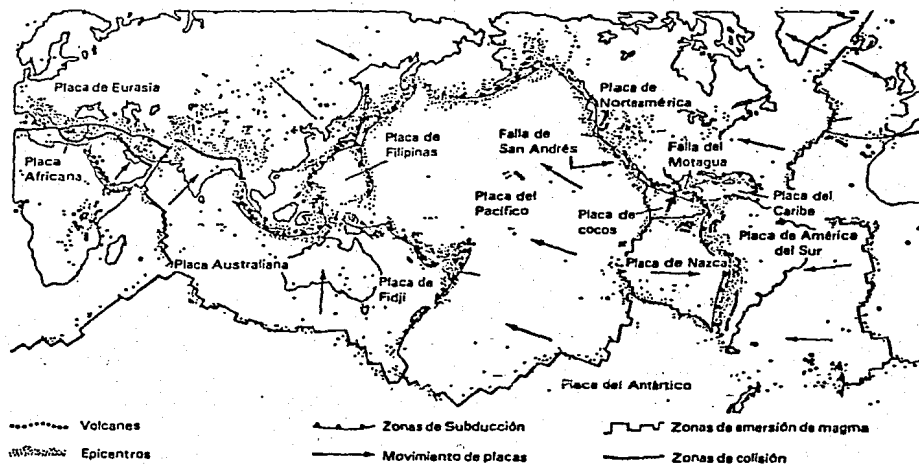 Placa de Eurasia
Placa
Africana
Placa de
Filipinas
Placa Australiana
Placa de
Fidji
Placa del
Pacífico
Falla de
San Andrés
Placa de
Norteamérica
Falla del
Motagua
Placa de
cocos
Placa del
Caribe
Placa de América
del Sur
Placa de Nazca
Placa del Antártico
Volcanes
Zonas de Subducción
Zonas de emersión de magma
Epicentros
Movimiento de placas
Zonas de colisión